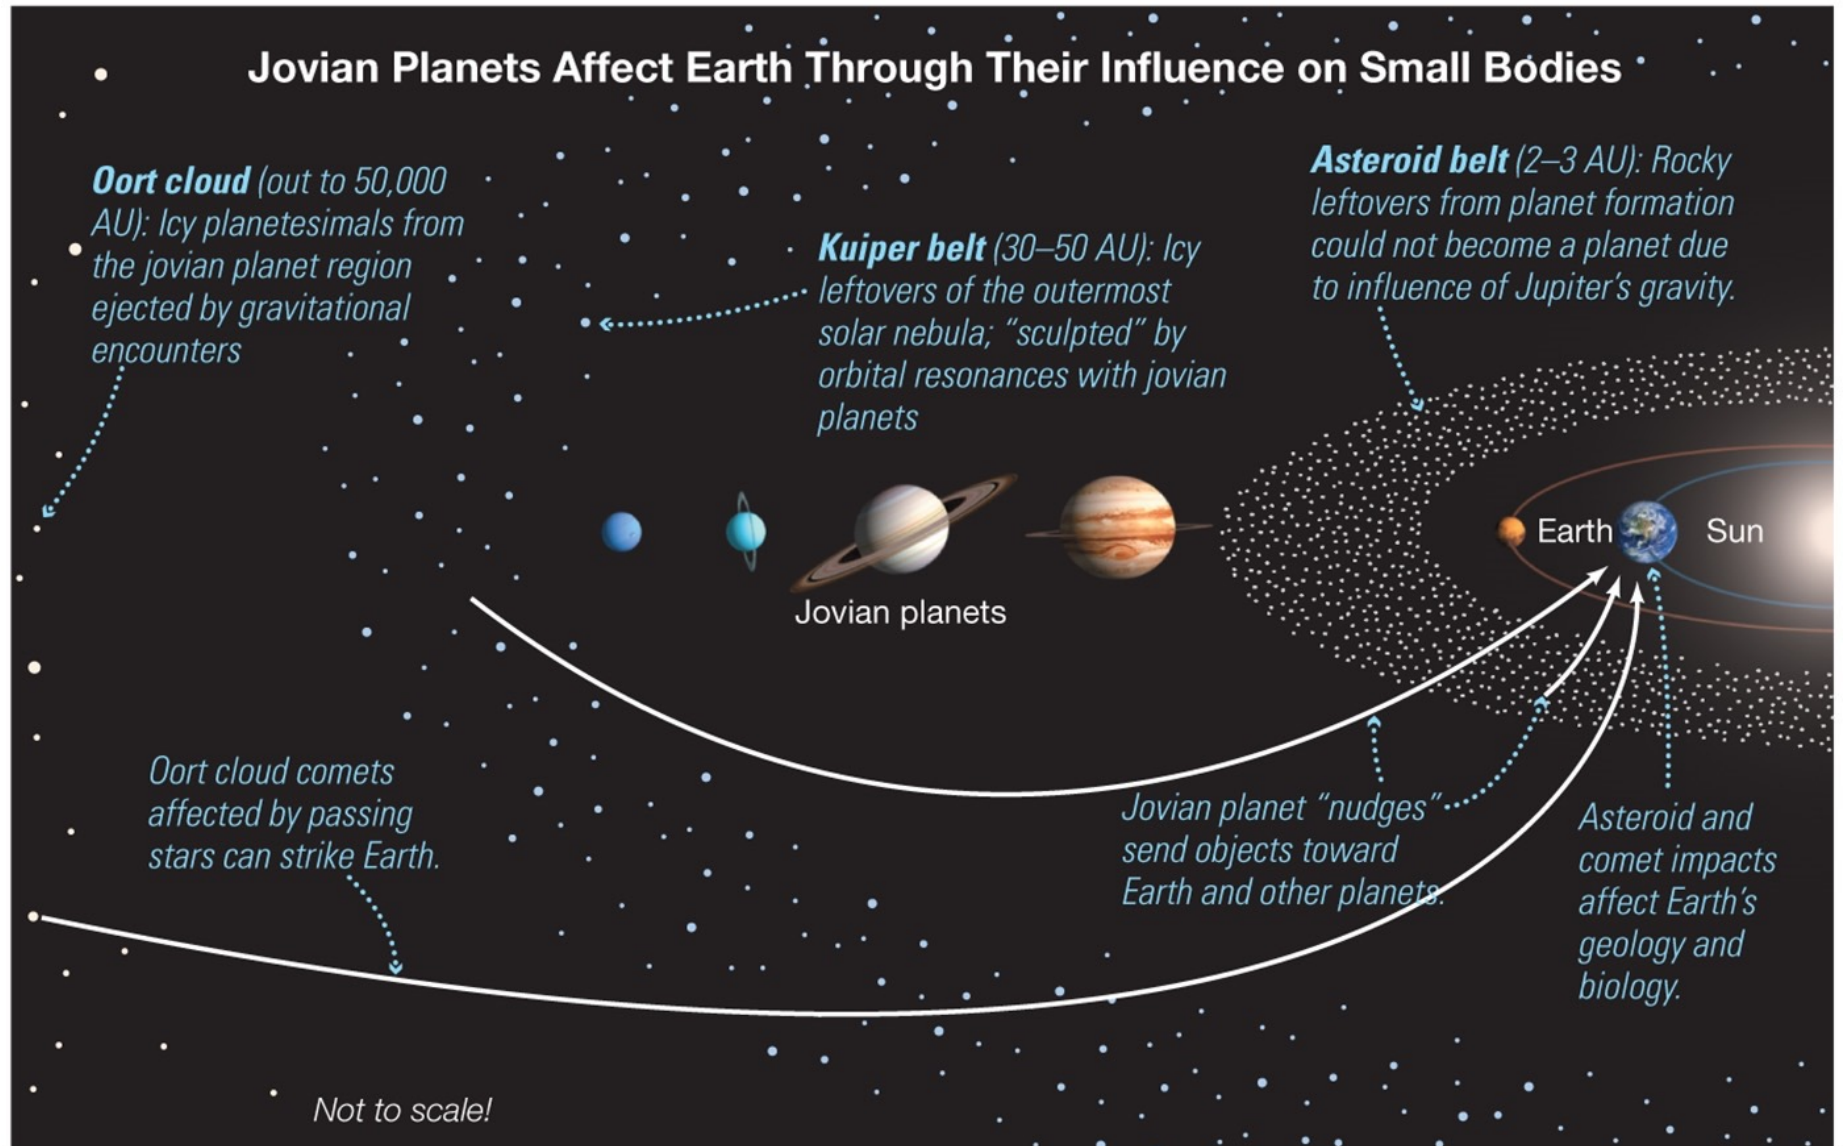 Jovian Planets Affect Earth Through Their Influence on Small Bodies
Oort cloud (out to 50,000
AU): Icy planetesimals from
the jovian planet region
ejected by gravitational
encounters
Kuiper belt (30–50 AU): Icy
leftovers of the outermost
solar nebula; “sculpted” by
orbital resonances with jovian
planets
Asteroid belt (2–3 AU): Rocky
leftovers from planet formation
could not become a planet due
to influence of Jupiter’s gravity.
Jovian planets
Earth
Sun
Oort cloud comets
affected by passing
stars can strike Earth.
Jovian planet “nudges”
send objects toward
Earth and other planets.
Asteroid and
comet impacts
affect Earth’s
geology and
biology.
Not to scale!